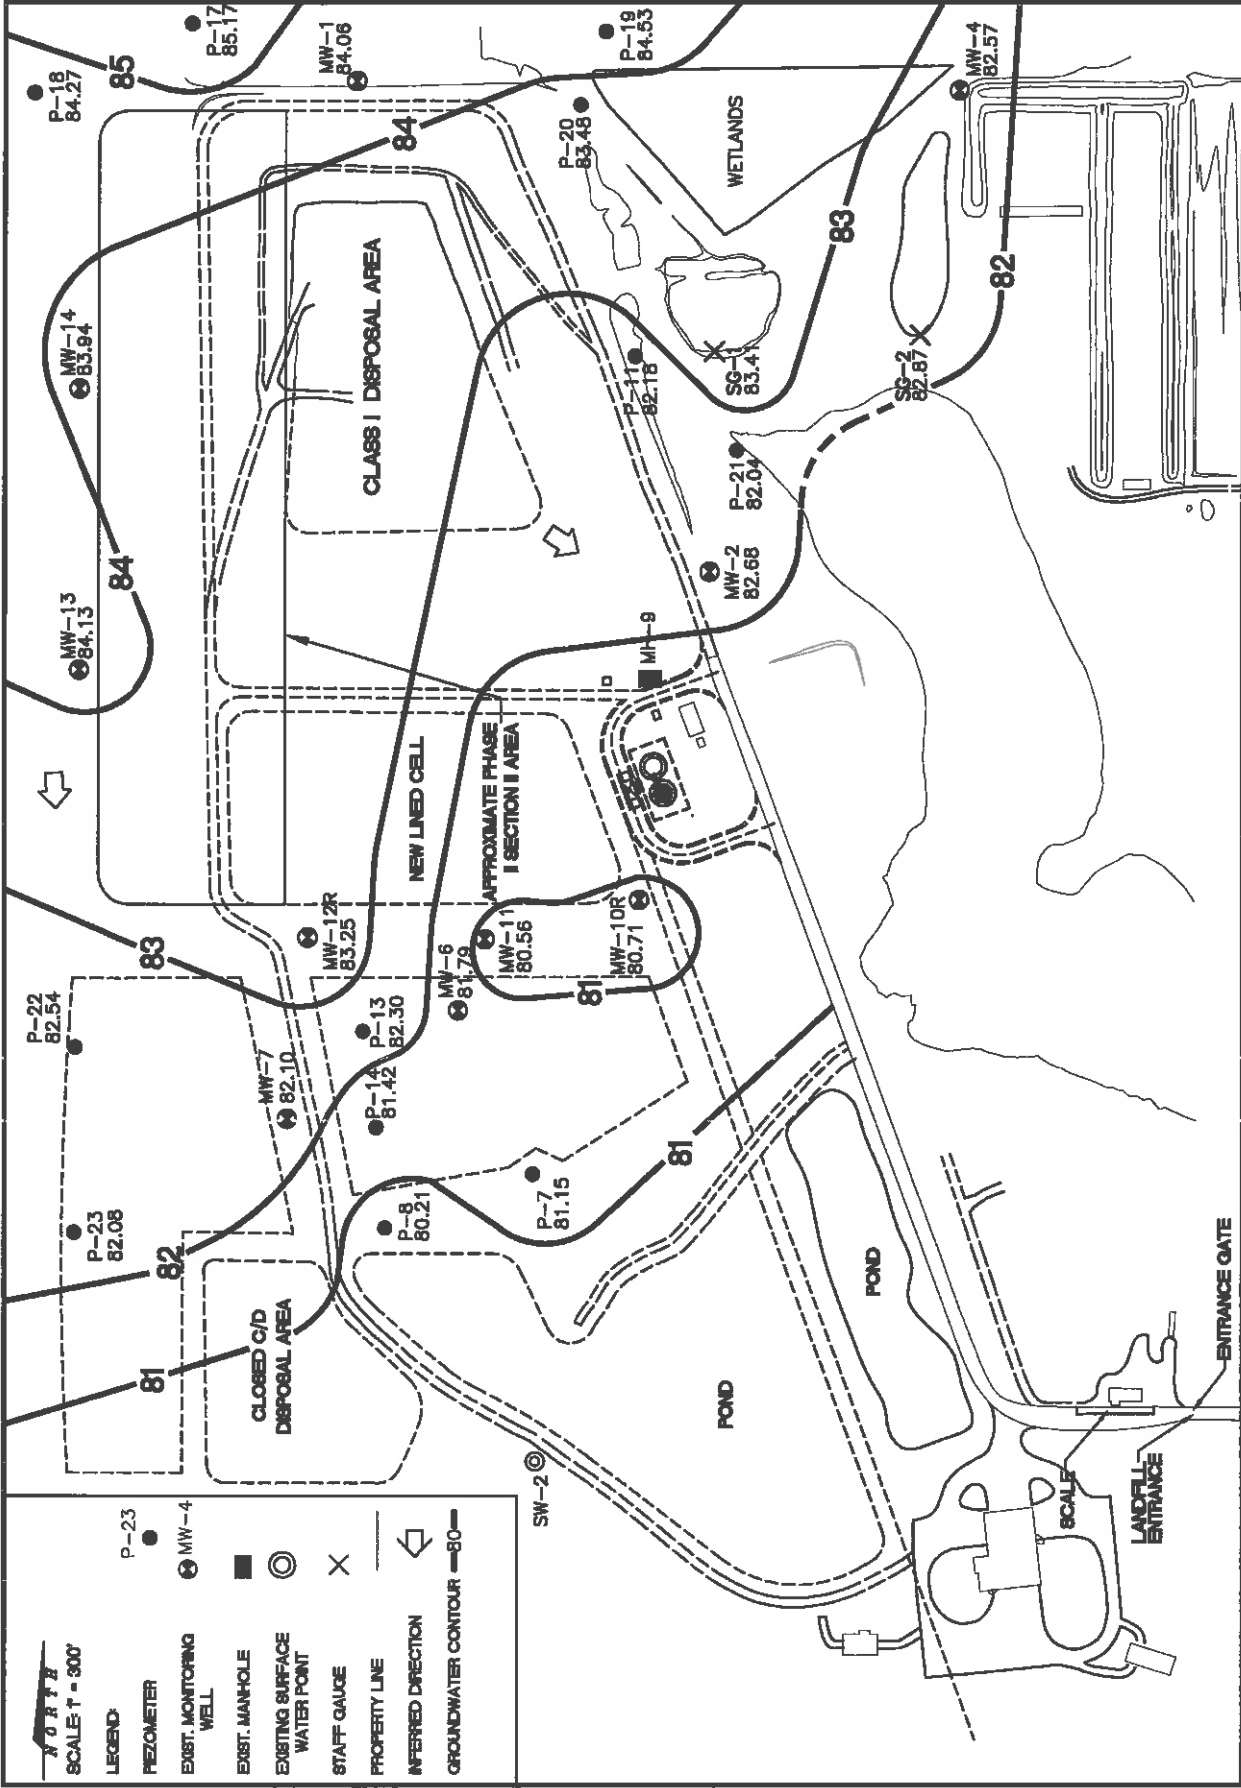 NORTH
SCALE: 1" = 300'
LEGEND:
PIEZOMETER
P-23
EXIST. MONITORING
WELL
MW-4
EXIST. MANHOLE
EXISTING SURFACE
WATER POINT
STAFF GAUGE
PROPERTY LINE
INFERRED DIRECTION
GROUNDWATER CONTOUR
80
P-18
84.27
P-17
85.17
85
MW-1
84.06
P-19
84.53
MW-4
82.57
84
P-20
83.48
WETLANDS
MW-14
83.94
CLASS I DISPOSAL AREA
83
82
P-11
82.18
SG-1
83.41
SG-2
82.87
P-21
82.04
MW-2
82.68
84
MW-13
84.13
MH-9
NEW LINED CELL
APPROXIMATE PHASE
II SECTION II AREA
83
MW-12R
83.25
MW-11
80.56
MW-10R
80.71
MW-6
81.79
81
P-22
82.54
P-13
82.30
MW-7
82.10
P-14
81.42
P-23
82.08
P-8
80.21
P-7
81.15
81
82
81
CLOSED C/D
DISPOSAL AREA
POND
POND
SW-2
SCALE
LANDFILL
ENTRANCE
ENTRANCE GATE